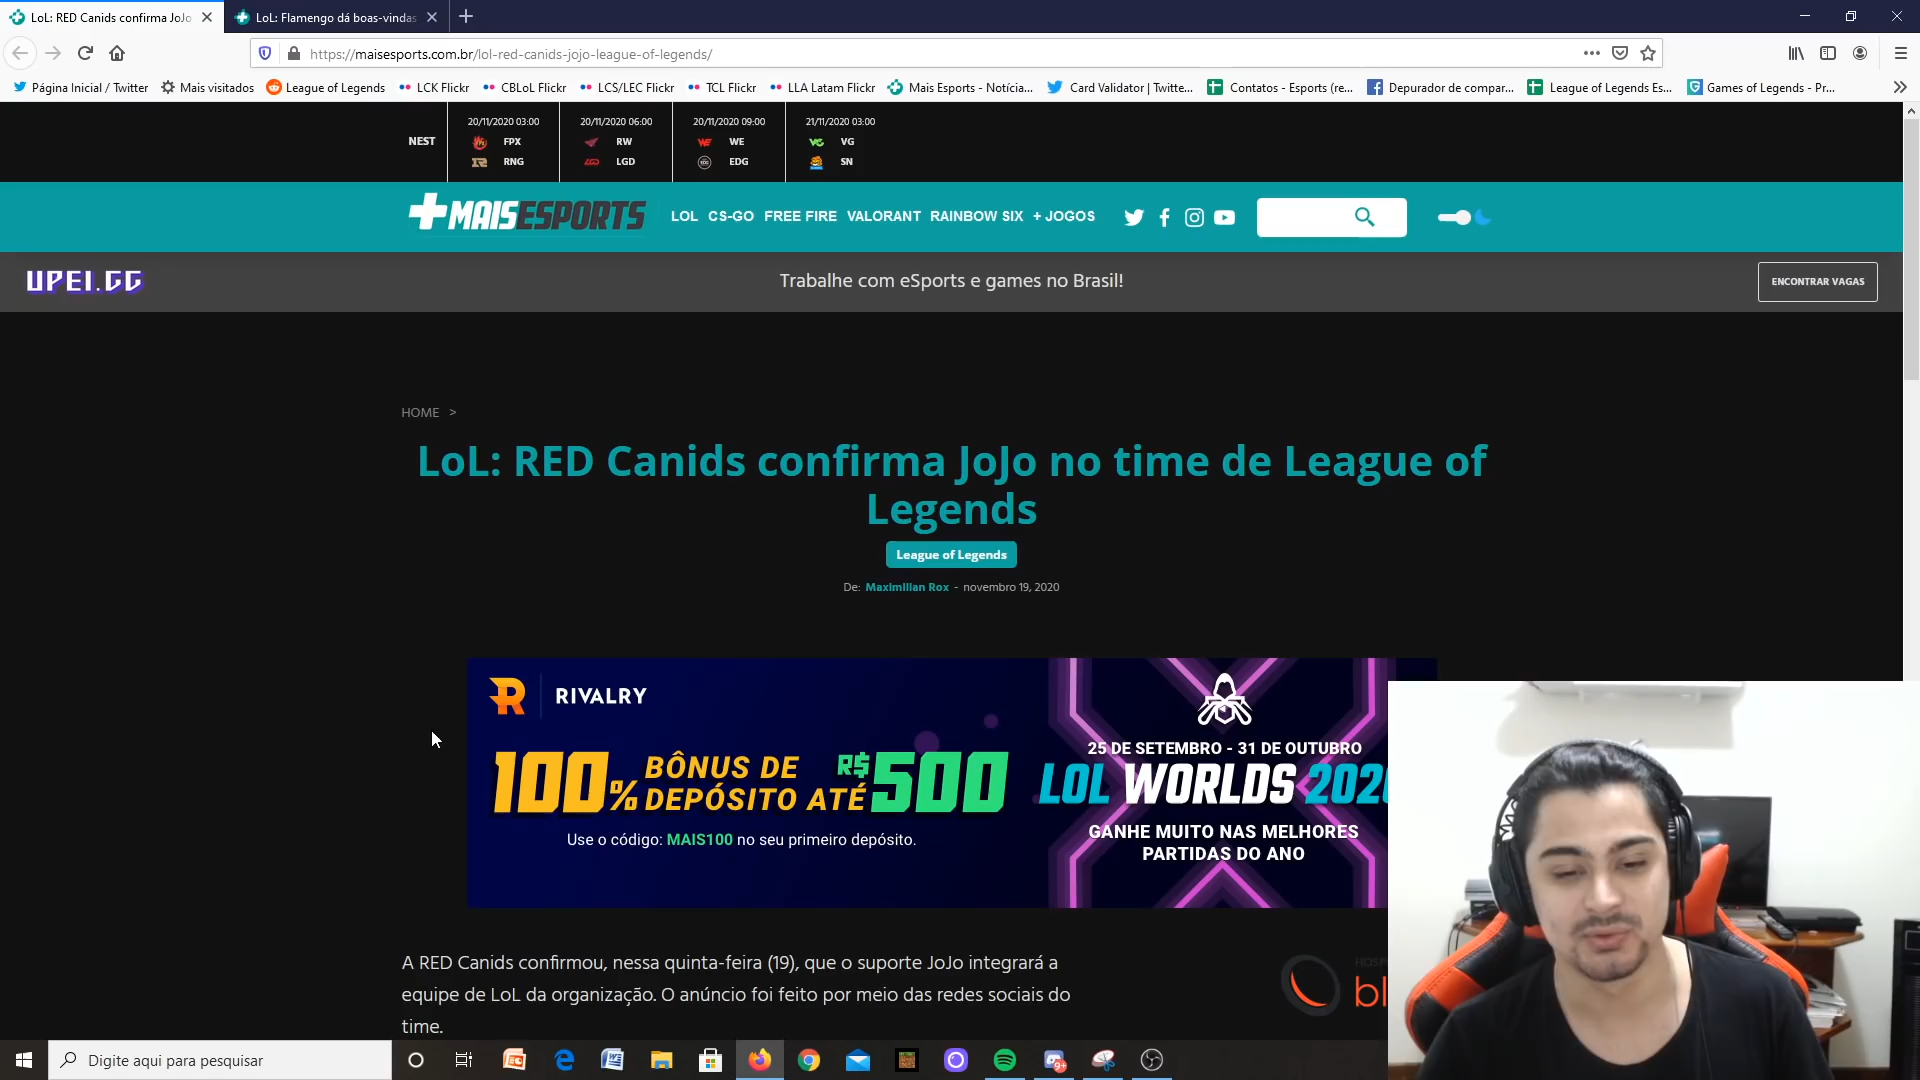 LoL: RED Canids confirma JoJo
LoL: Flamengo dá boas-vindas
https://maisesports.com.br/lol-red-canids-jojo-league-of-legends/
Página Inicial / Twitter
Mais visitados
League of Legends
LCK Flickr
CBLoL Flickr
LCS/LEC Flickr
TCL Flickr
LLA Latam Flickr
Mais Esports - Notícia...
Card Validator | Twitte...
Contatos - Esports (re...
Depurador de compar...
League of Legends Es...
Games of Legends - Pr...
NEST
20/11/2020 03:00
FPX
RNG
20/11/2020 06:00
RW
LGD
20/11/2020 09:00
WE
EDG
21/11/2020 03:00
VG
SN
MAISESPORTS
LOL CS-GO FREE FIRE VALORANT RAINBOW SIX + JOGOS
UPEI.GG
Trabalhe com eSports e games no Brasil!
ENCONTRAR VAGAS
HOME >
LoL: RED Canids confirma JoJo no time de League of
Legends
League of Legends
De: Maximilian Rox - novembro 19, 2020
R RIVALRY
100% BÔNUS DE
DEPÓSITO ATÉ R$500
Use o código: MAIS100 no seu primeiro depósito.
25 DE SETEMBRO - 31 DE OUTUBRO
LOL WORLDS 202
GANHE MUITO NAS MELHORES
PARTIDAS DO ANO
A RED Canids confirmou, nessa quinta-feira (19), que o suporte JoJo integrará a
equipe de LoL da organização. O anúncio foi feito por meio das redes sociais do
time.
Digite aqui para pesquisar
9+